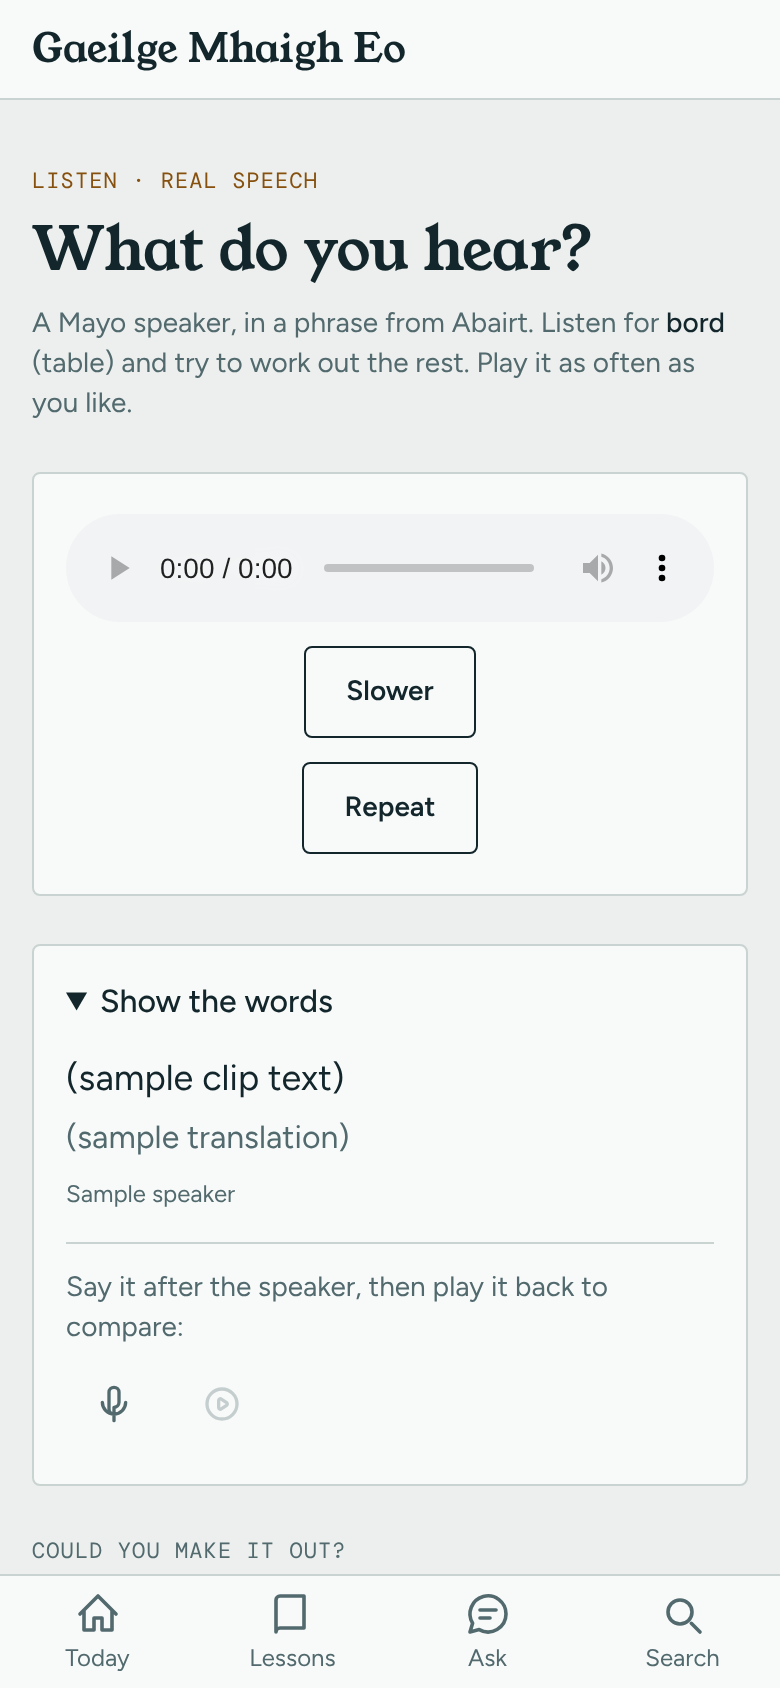 Gaeilge Mhaigh Eo
LISTEN · REAL SPEECH
What do you hear?
A Mayo speaker, in a phrase from Abairt. Listen for bord
(table) and try to work out the rest. Play it as often as
you like.
0:00 / 0:00
Slower
Repeat
Show the words
(sample clip text)
(sample translation)
Sample speaker
Say it after the speaker, then play it back to
compare:
COULD YOU MAKE IT OUT?
Today
Lessons
Ask
Search